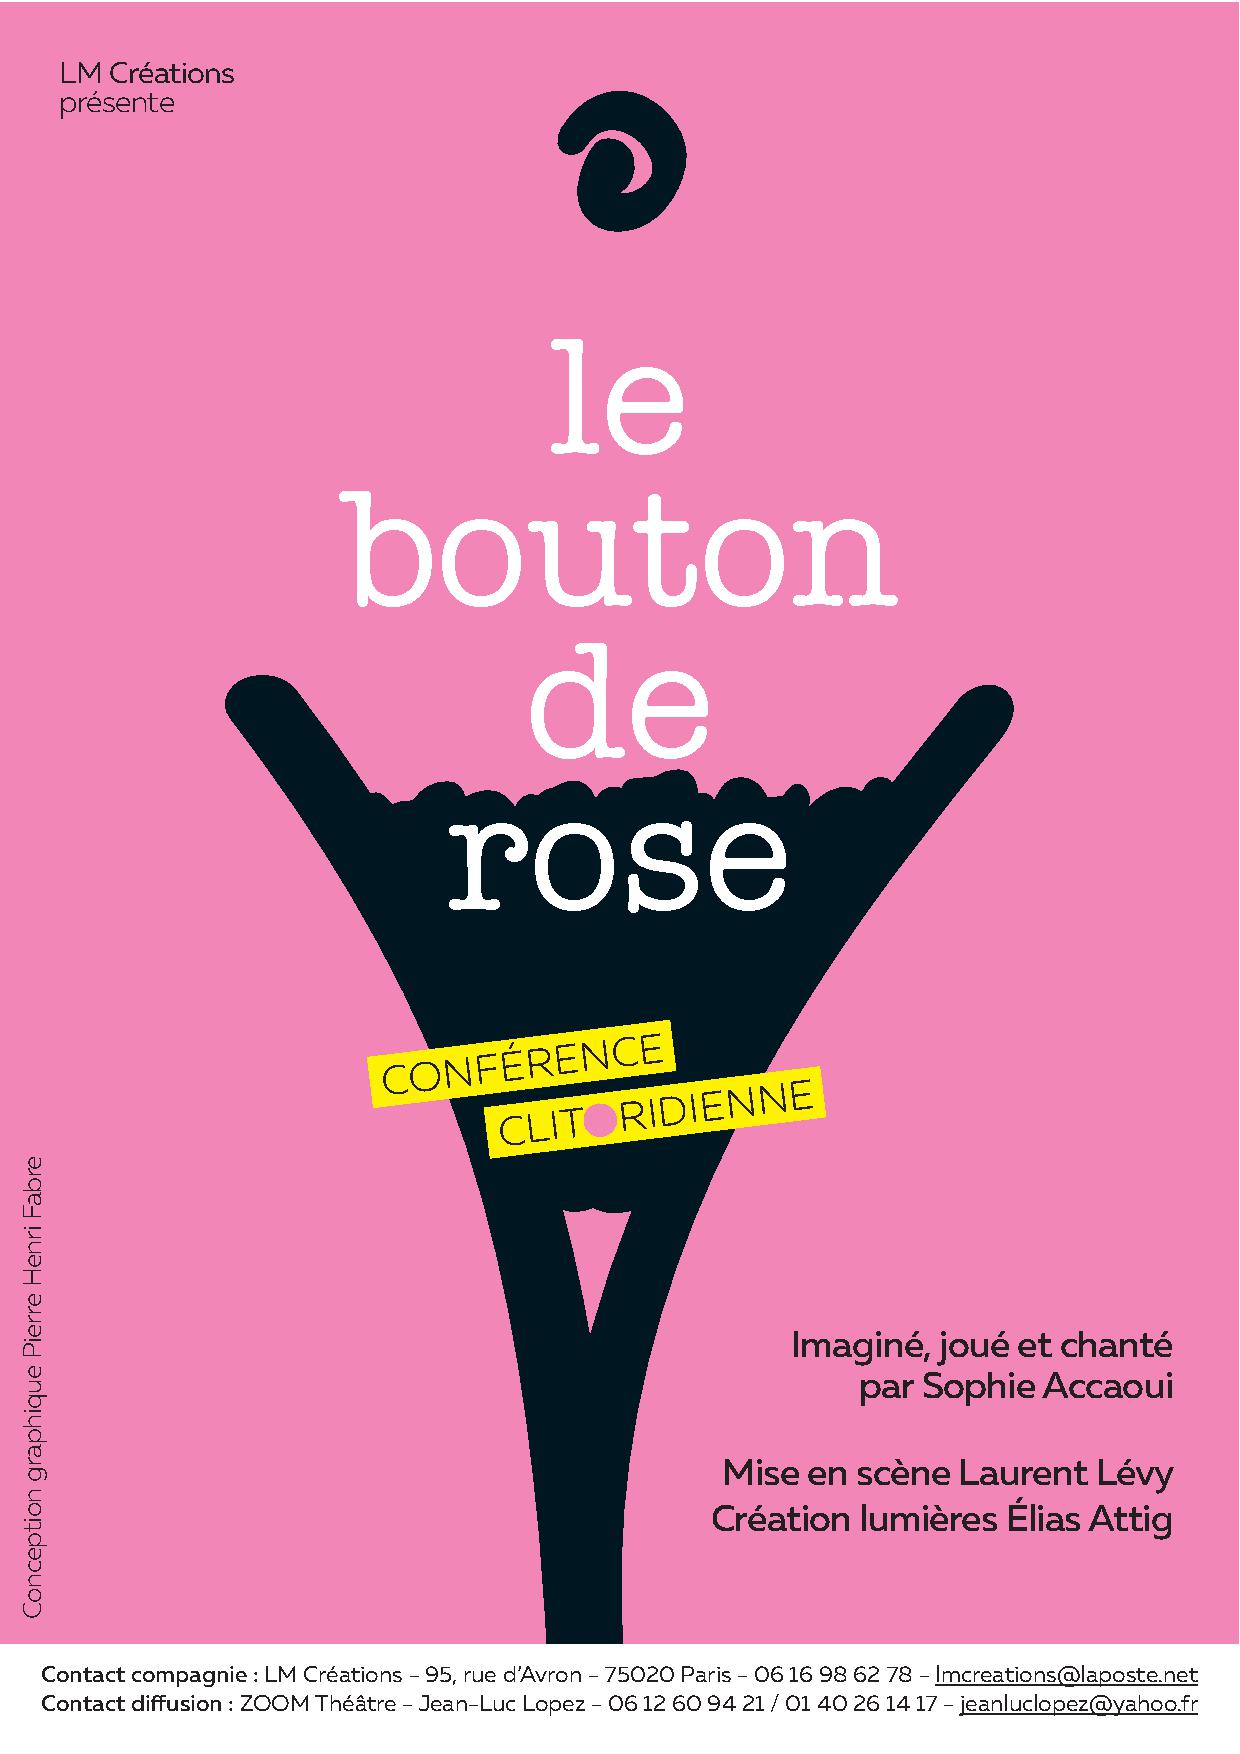 LM Créations
présente
le
bouton
de
rose
CONFÉRENCE
CLITORIDIENNE
Imaginé, joué et chanté
par Sophie Accaoui
Mise en scène Laurent Lévy
Création lumières Élias Attig
Conception graphique Pierre Henri Fabre
Contact compagnie : LM Créations – 95, rue d'Avron – 75020 Paris – 06 16 98 62 78 – lmcreations@laposte.net
Contact diffusion : ZOOM Théâtre – Jean-Luc Lopez – 06 12 60 94 21 / 01 40 26 14 17 – jeanluclopez@yahoo.fr